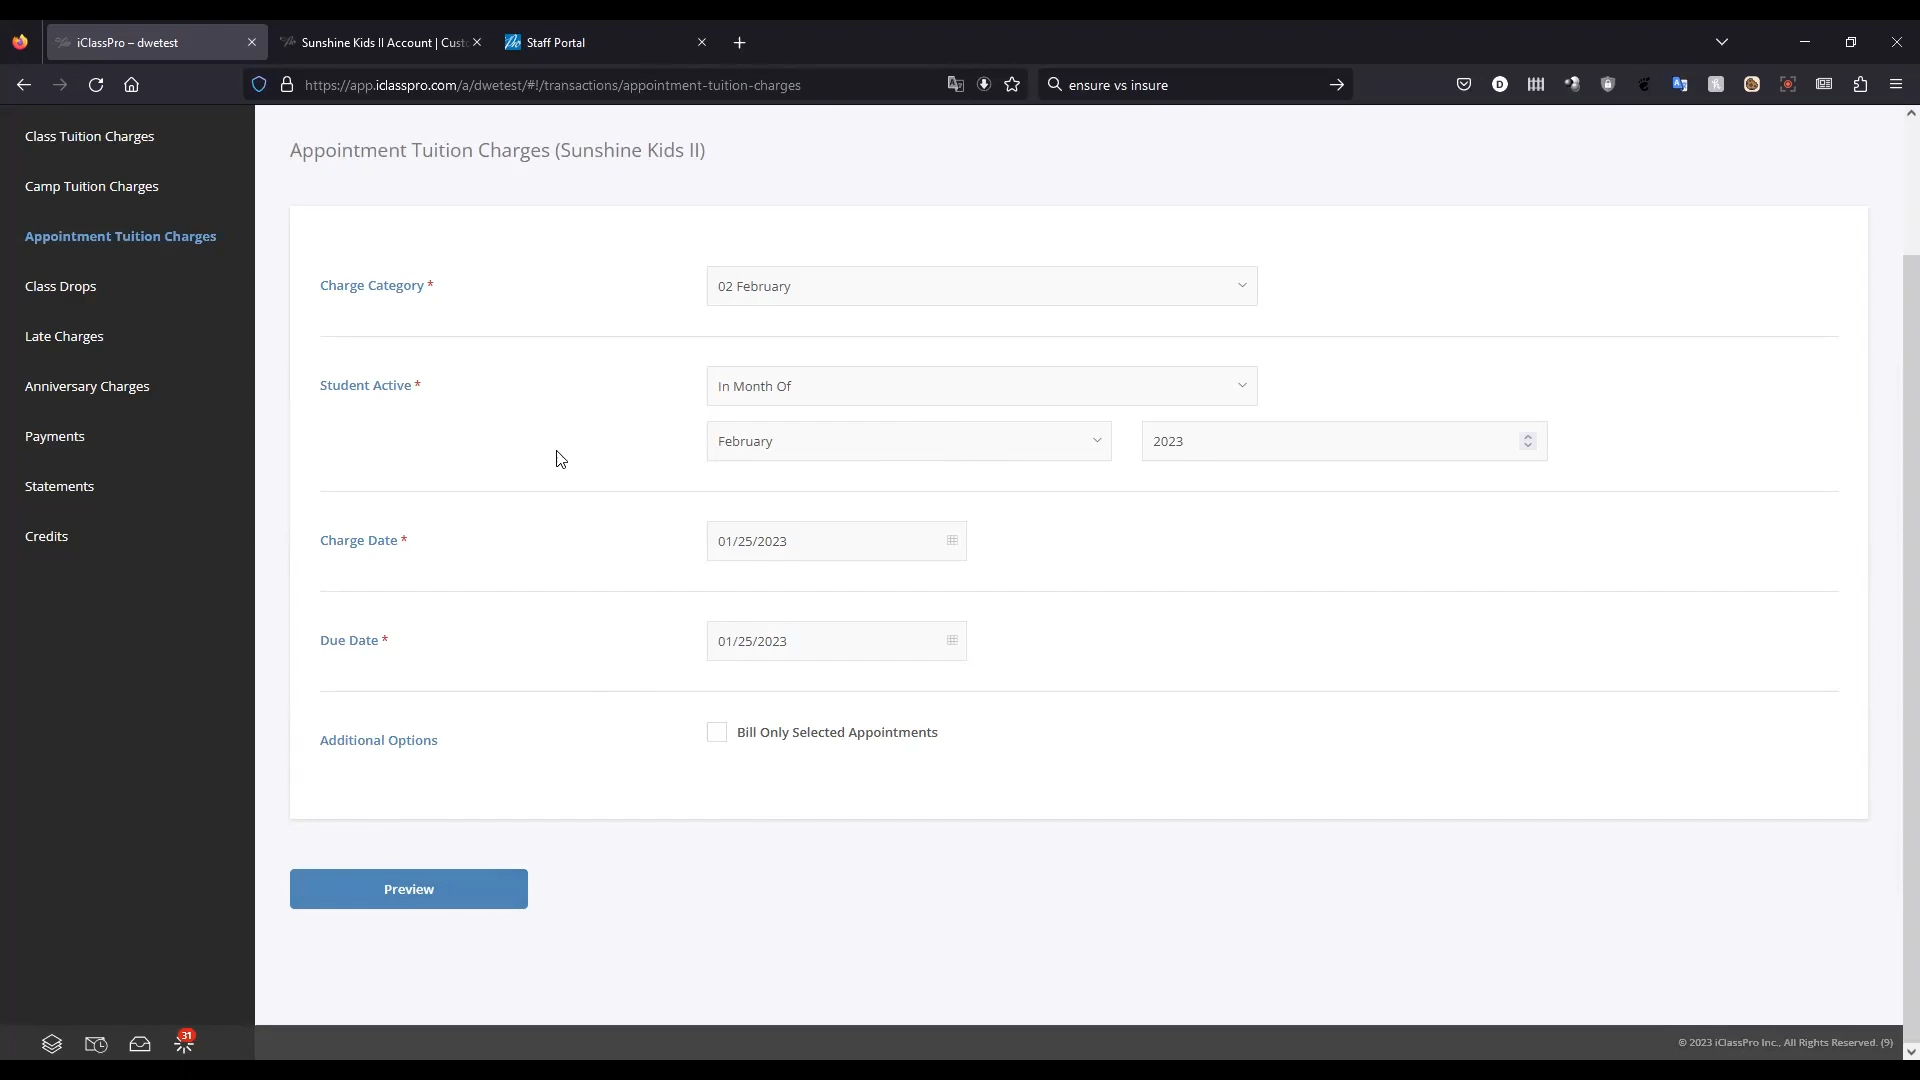 iClassPro – dwetest
Sunshine Kids II Account | Custo
Staff Portal
https://app.iclasspro.com/a/dwetest/#!/transactions/appointment-tuition-charges
ensure vs insure
Class Tuition Charges
Camp Tuition Charges
Appointment Tuition Charges
Class Drops
Late Charges
Anniversary Charges
Payments
Statements
Credits
31
Appointment Tuition Charges (Sunshine Kids II)
Charge Category *
02 February
Student Active *
In Month Of
February
2023
Charge Date *
01/25/2023
Due Date *
01/25/2023
Additional Options
Bill Only Selected Appointments
Preview
© 2023 iClassPro Inc., All Rights Reserved. (9)